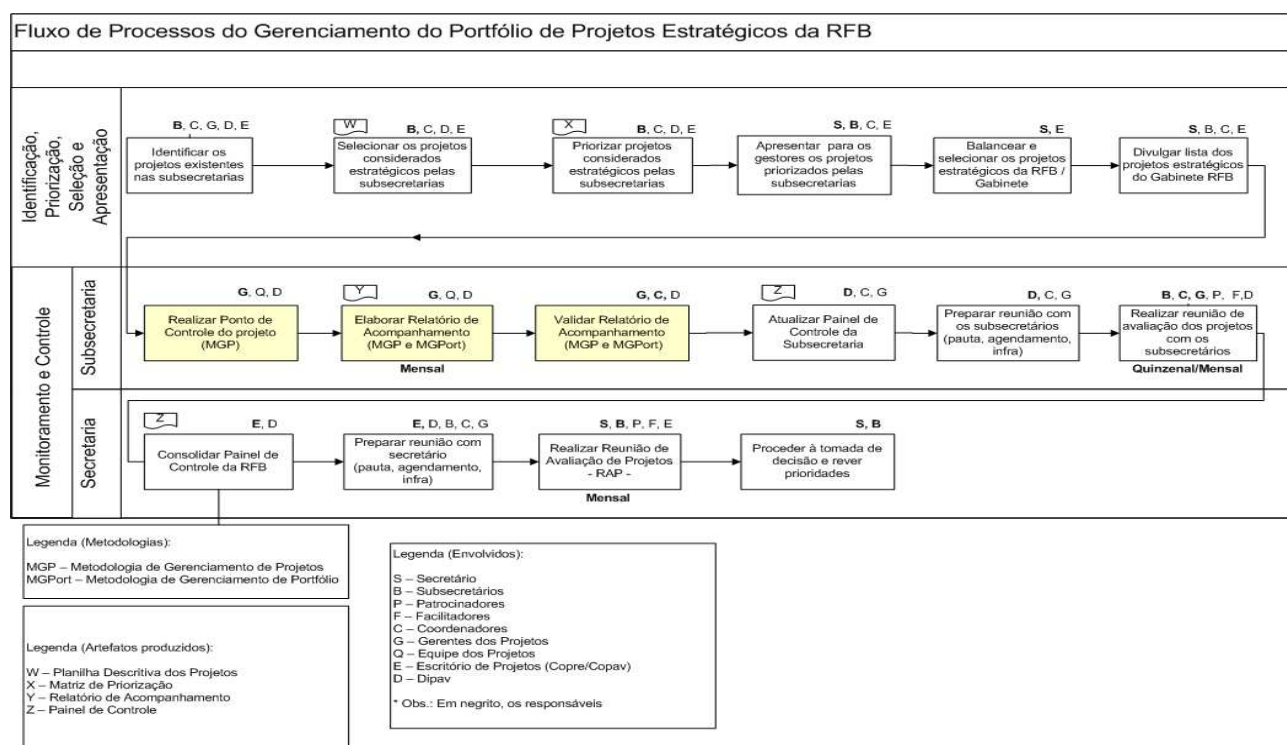 Fluxo de Processos do Gerenciamento do Portfólio de Projetos Estratégicos da RFB
Identificação,
Priorização,
Seleção e
Apresentação
B, C, G, D, E
Identificar os
projetos existentes
nas subsecretarias
W
B, C, D, E
Selecionar os projetos
considerados
estratégicos pelas
subsecretarias
X
B, C, D, E
Priorizar projetos
considerados
estratégicos pelas
subsecretarias
S, B, C, E
Apresentar para os
gestores os projetos
priorizados pelas
subsecretarias
S, E
Balancear e
selecionar os projetos
estratégicos da RFB /
Gabinete
S, B, C, E
Divulgar lista dos
projetos estratégicos
do Gabinete RFB
Monitoramento e Controle
Subsecretaria
G, Q, D
Realizar Ponto de
Controle do projeto
(MGP)
Y
G, Q, D
Elaborar Relatório de
Acompanhamento
(MGP e MGPort)
Mensal
G, C, D
Validar Relatório de
Acompanhamento
(MGP e MGPort)
Z
D, C, G
Atualizar Painel de
Controle da
Subsecretaria
D, C, G
Preparar reunião com
os subsecretários
(pauta, agendamento,
infra)
B, C, G, P, F,D
Realizar reunião de
avaliação dos projetos
com os
subsecretários
Quinzenal/Mensal
Secretaria
Z
E, D
Consolidar Painel de
Controle da RFB
E, D, B, C, G
Preparar reunião com
secretário
(pauta, agendamento,
infra)
S, B, P, F, E
Realizar Reunião de
Avaliação de Projetos
- RAP -
Mensal
S, B
Proceder à tomada de
decisão e rever
prioridades
Legenda (Metodologias):
MGP – Metodologia de Gerenciamento de Projetos
MGPort – Metodologia de Gerenciamento de Portfólio
Legenda (Artefatos produzidos):
W – Planilha Descritiva dos Projetos
X – Matriz de Priorização
Y – Relatório de Acompanhamento
Z – Painel de Controle
Legenda (Envolvidos):
S – Secretário
B – Subsecretários
P – Patrocinadores
F – Facilitadores
C – Coordenadores
G – Gerentes dos Projetos
Q – Equipe dos Projetos
E – Escritório de Projetos (Copre/Copav)
D – Dipav
* Obs.: Em negrito, os responsáveis